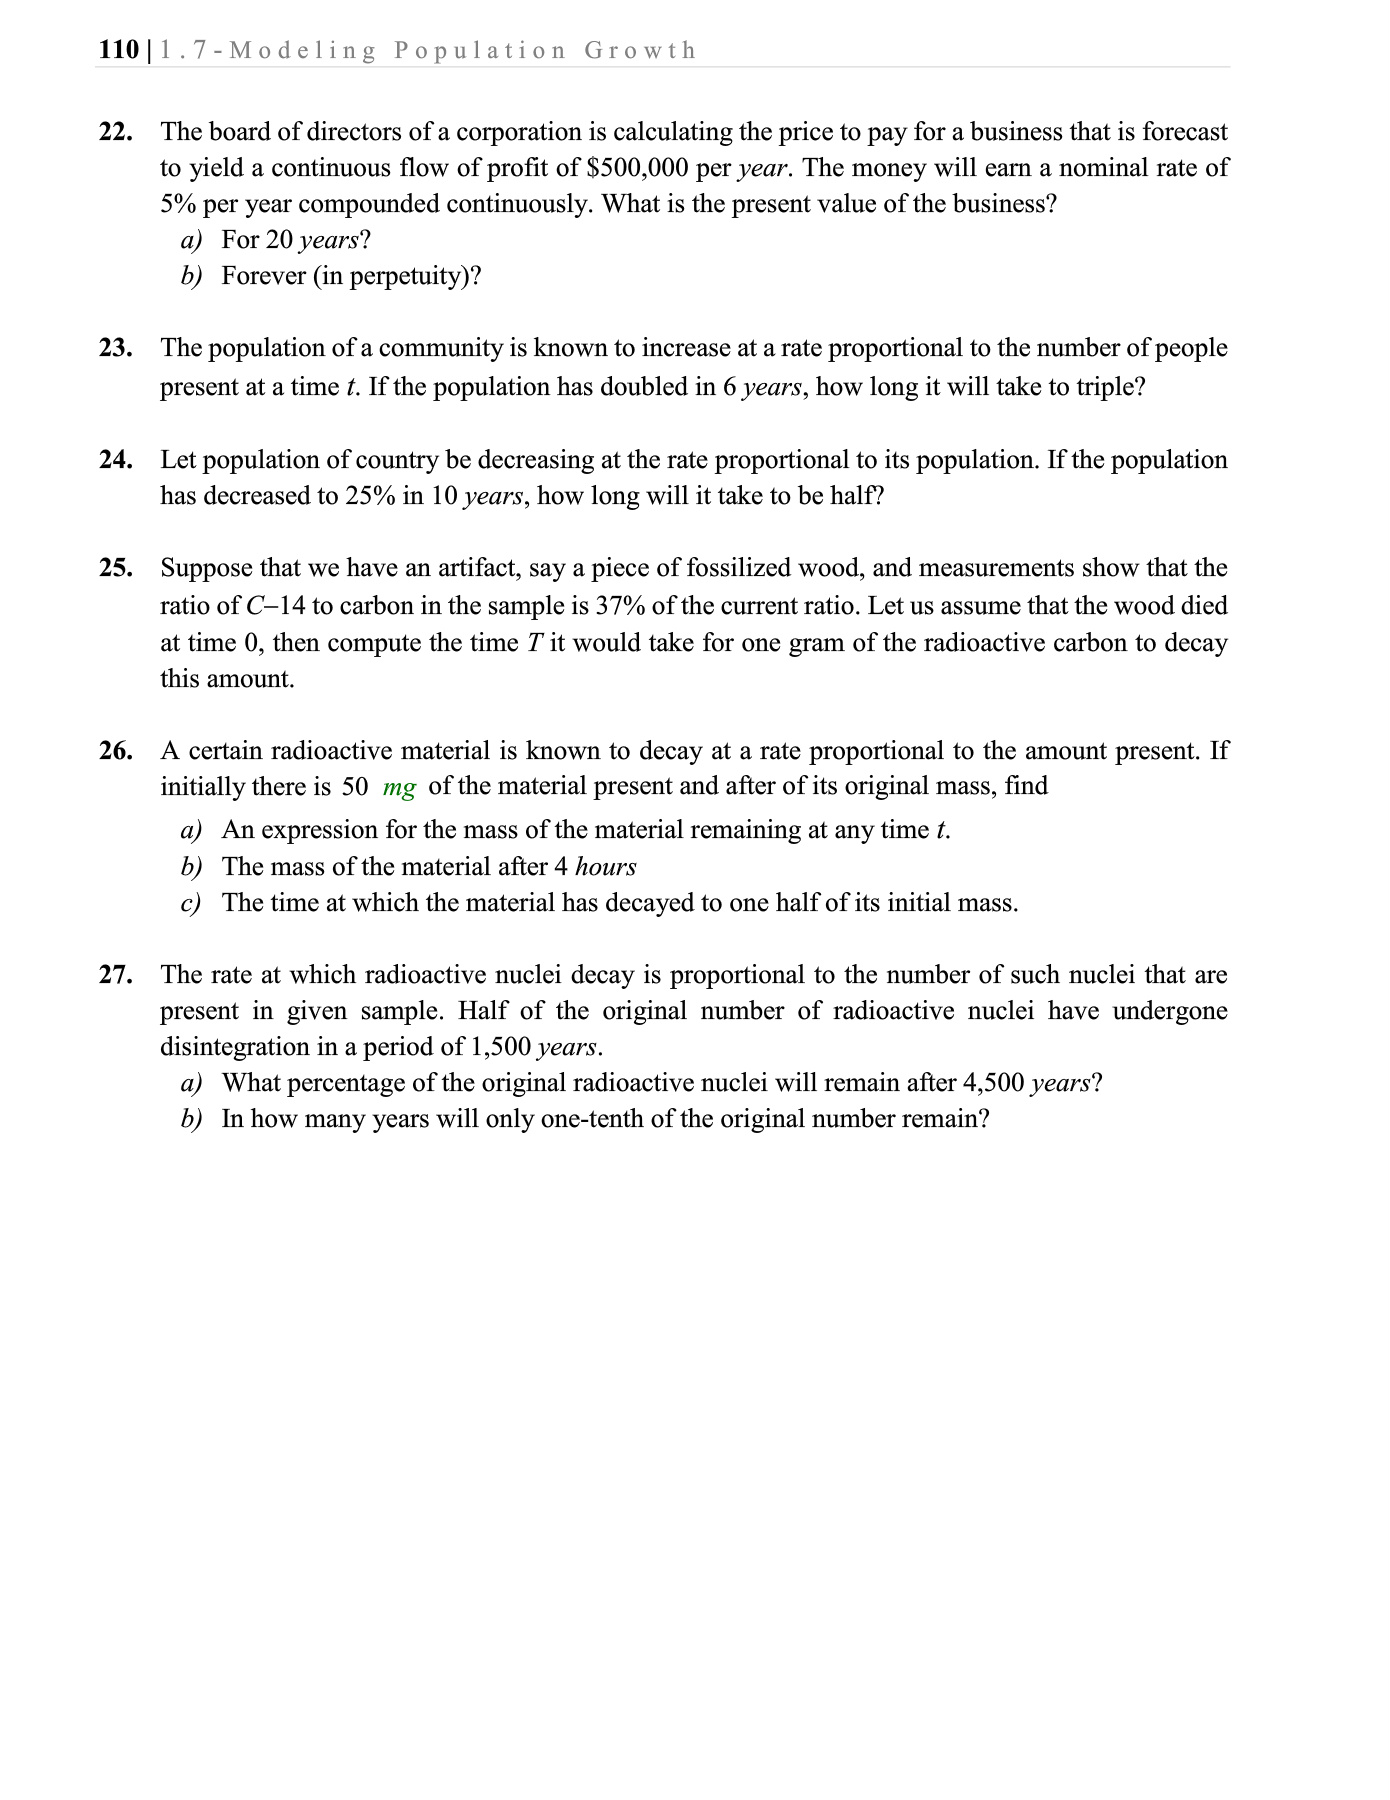 110 | 1.7-Modeling Population Growth
22. The board of directors of a corporation is calculating the price to pay for a business that is forecast
to yield a continuous flow of profit of $500,000 per year. The money will earn a nominal rate of
5% per year compounded continuously. What is the present value of the business?
a) For 20 years?
b) Forever (in perpetuity)?
23. The population of a community is known to increase at a rate proportional to the number of people
present at a time t. If the population has doubled in 6 years, how long it will take to triple?
24. Let population of country be decreasing at the rate proportional to its population. If the population
has decreased to 25% in 10 years, how long will it take to be half?
25. Suppose that we have an artifact, say a piece of fossilized wood, and measurements show that the
ratio of C–14 to carbon in the sample is 37% of the current ratio. Let us assume that the wood died
at time 0, then compute the time T it would take for one gram of the radioactive carbon to decay
this amount.
26. A certain radioactive material is known to decay at a rate proportional to the amount present. If
initially there is 50 mg of the material present and after of its original mass, find
a) An expression for the mass of the material remaining at any time t.
b) The mass of the material after 4 hours
c) The time at which the material has decayed to one half of its initial mass.
27. The rate at which radioactive nuclei decay is proportional to the number of such nuclei that are
present in given sample. Half of the original number of radioactive nuclei have undergone
disintegration in a period of 1,500 years.
a) What percentage of the original radioactive nuclei will remain after 4,500 years?
b) In how many years will only one-tenth of the original number remain?